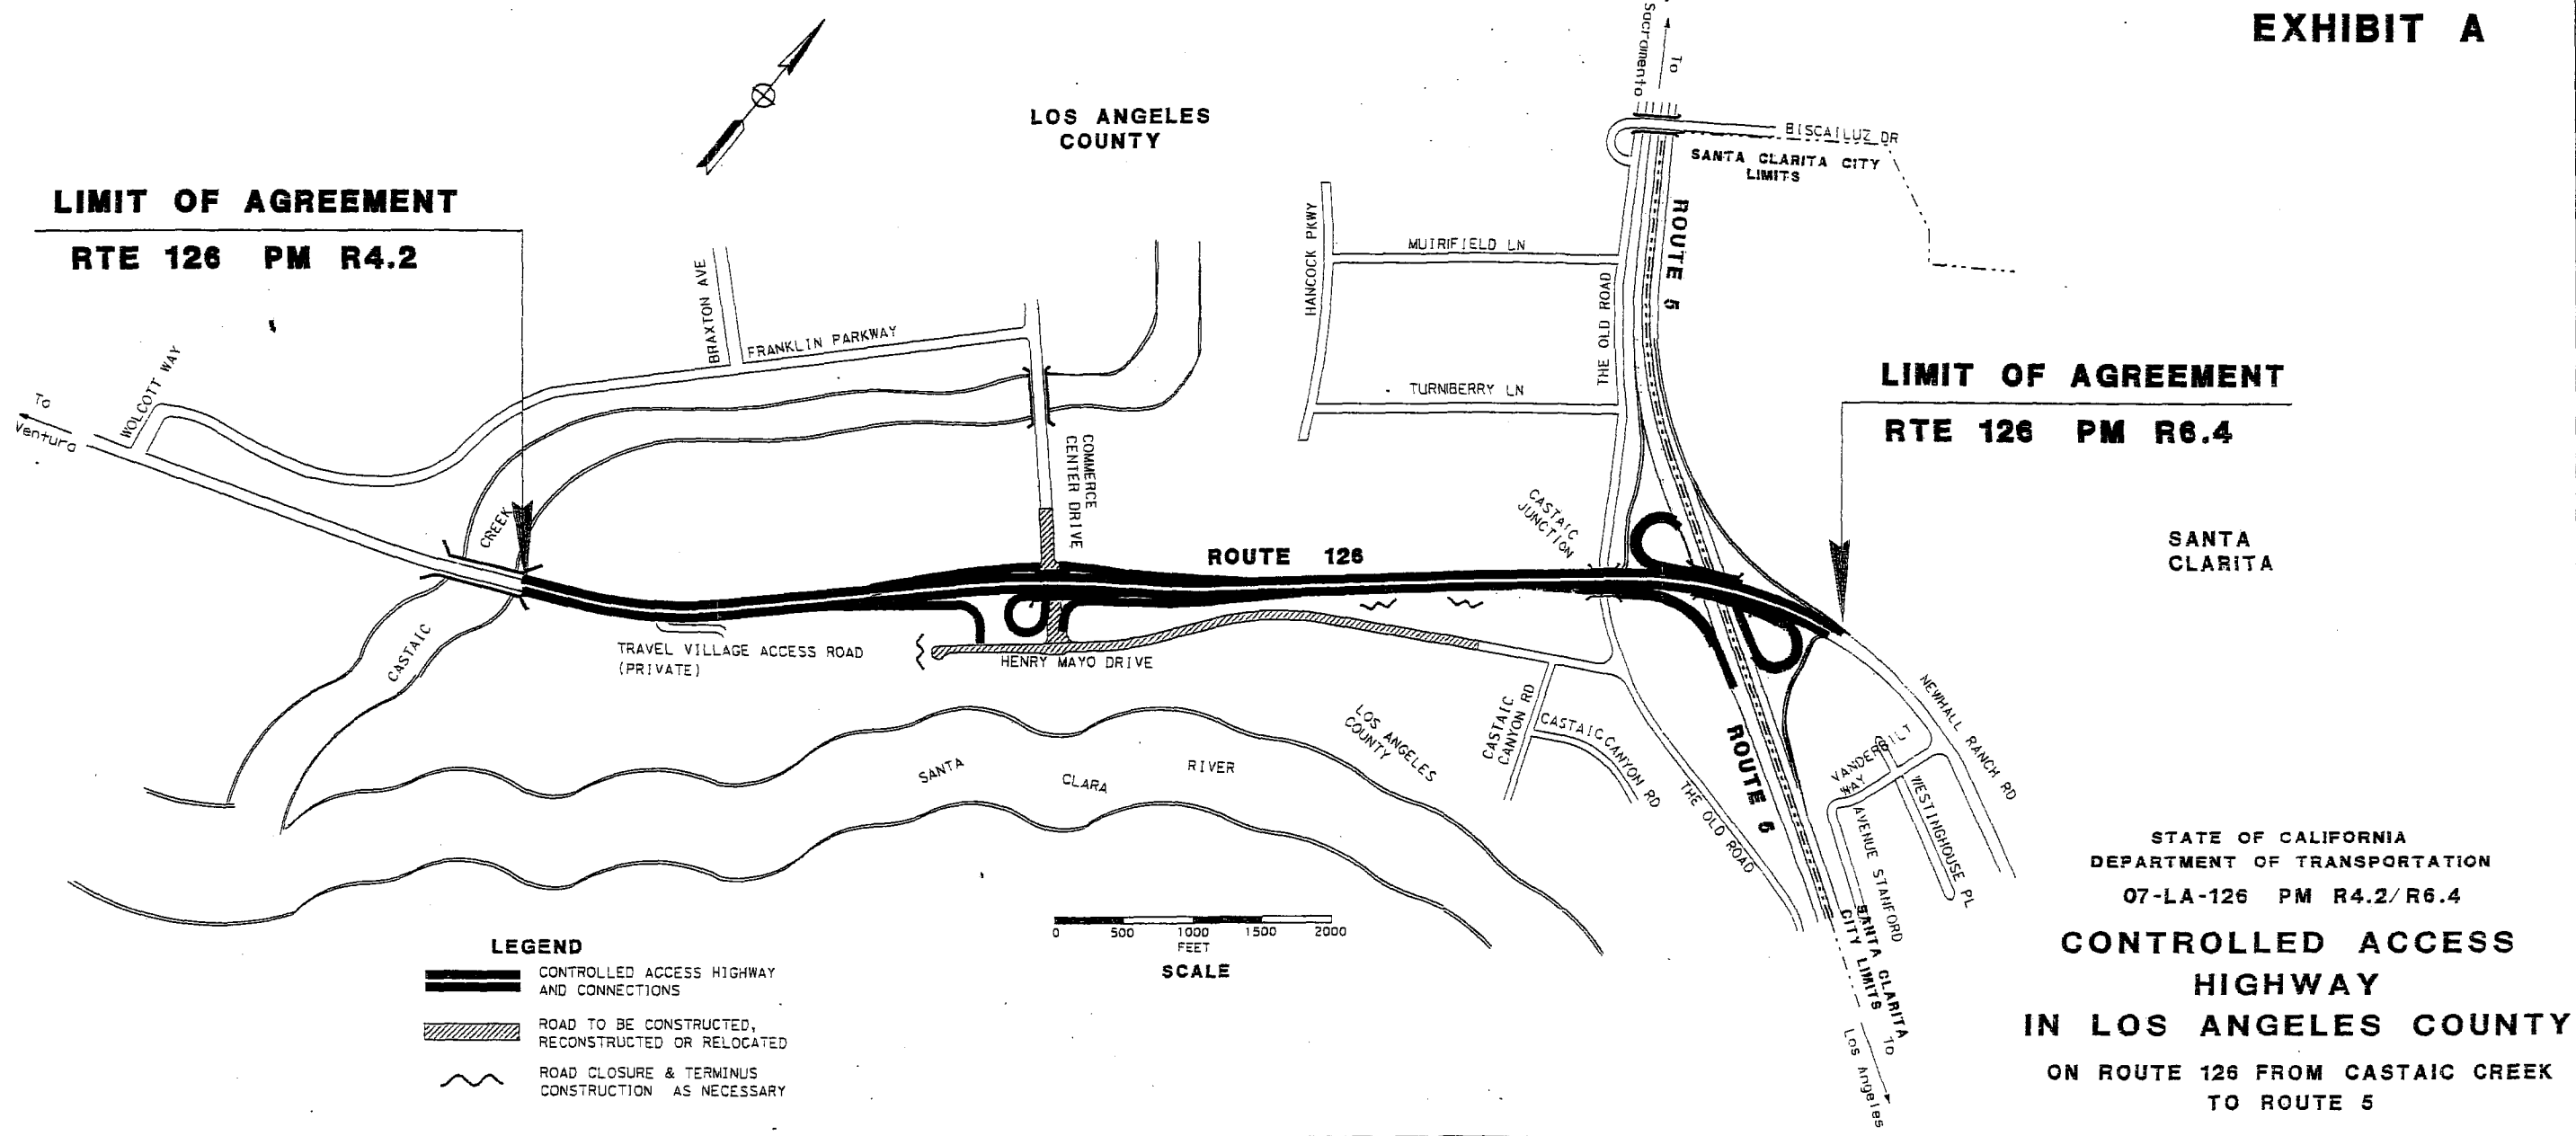 EXHIBIT A
To
Sacramento
LOS ANGELES
COUNTY
BISCAILUZ DR
SANTA CLARITA CITY
LIMITS
LIMIT OF AGREEMENT
RTE 126 PM R4.2
HANCOCK PKWY
MUIRIFIELD LN
ROUTE 5
THE OLD ROAD
BRAXTON AVE
FRANKLIN PARKWAY
WOLCOTT WAY
To
Ventura
TURNBERRY LN
LIMIT OF AGREEMENT
RTE 126 PM R6.4
COMMERCE
CENTER DRIVE
CASTAIC
JUNCTION
CREEK
ROUTE 126
SANTA
CLARITA
CASTAIC
TRAVEL VILLAGE ACCESS ROAD
(PRIVATE)
HENRY MAYO DRIVE
NEWHALL RANCH RD
CASTAIC
CANYON RD
CASTAIC CANYON RD
LOS ANGELES
COUNTY
ROUTE 5
VANDERBILT
WAY
WESTINGHOUSE PL
THE OLD ROAD
AVENUE STANFORD
SANTA
CLARA
RIVER
SANTA CLARITA
CITY LIMITS
To
Los Angeles
0 500 1000 1500 2000
FEET
SCALE
LEGEND
CONTROLLED ACCESS HIGHWAY
AND CONNECTIONS
ROAD TO BE CONSTRUCTED,
RECONSTRUCTED OR RELOCATED
ROAD CLOSURE & TERMINUS
CONSTRUCTION AS NECESSARY
STATE OF CALIFORNIA
DEPARTMENT OF TRANSPORTATION
07-LA-126 PM R4.2/R6.4
CONTROLLED ACCESS
HIGHWAY
IN LOS ANGELES COUNTY
ON ROUTE 126 FROM CASTAIC CREEK
TO ROUTE 5